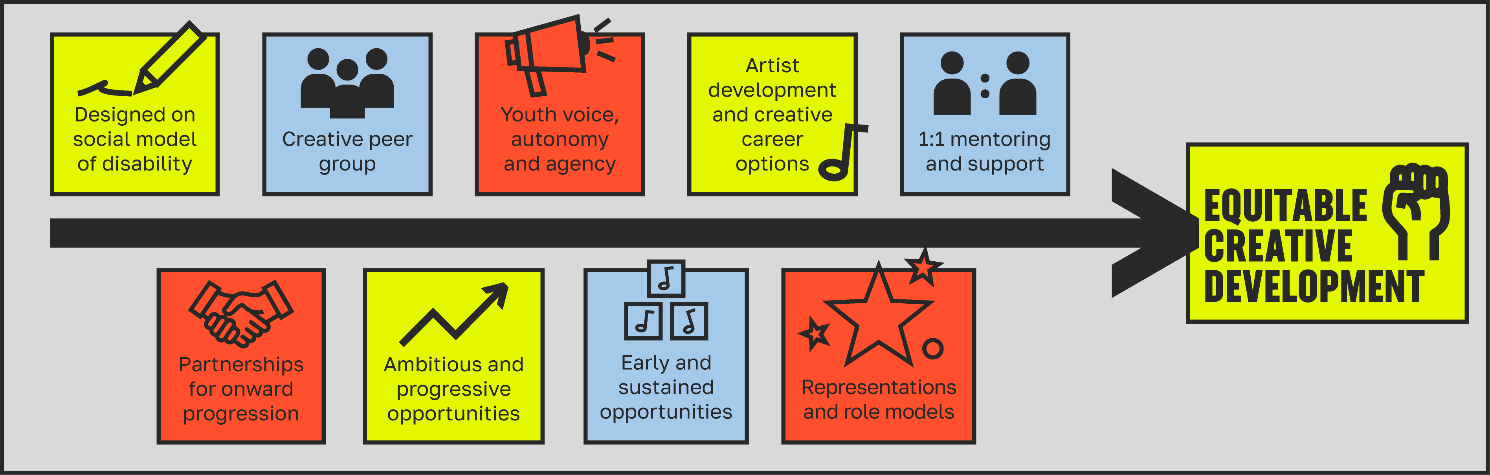 Designed on
social model
of disability
Creative peer
group
Youth voice,
autonomy
and agency
Artist
development
and creative
career
options
1:1 mentoring
and support
EQUITABLE
CREATIVE
DEVELOPMENT
Partnerships
for onward
progression
Ambitious and
progressive
opportunities
Early and
sustained
opportunities
Representations
and role models